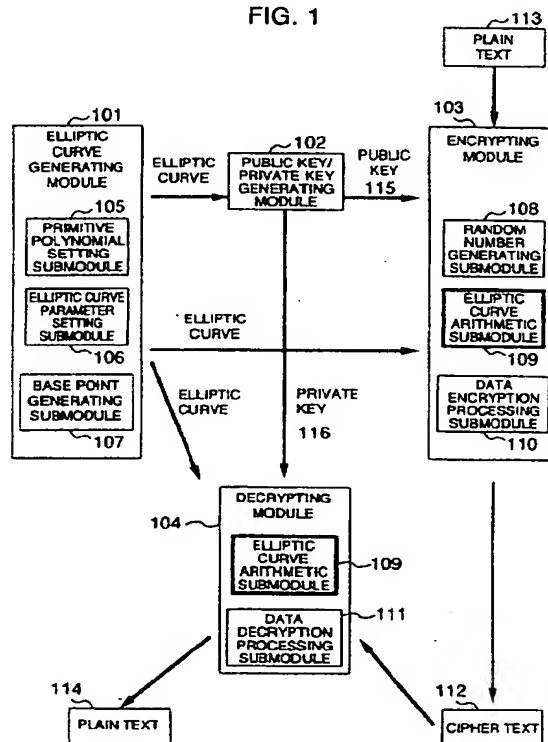 FIG. 1
113
PLAIN
TEXT
101
ELLIPTIC
CURVE
GENERATING
MODULE
105
PRIMITIVE
POLYNOMIAL
SETTING
SUBMODULE
ELLIPTIC CURVE
PARAMETER
SETTING
SUBMODULE
106
BASE POINT
GENERATING
SUBMODULE
107
ELLIPTIC
CURVE
102
PUBLIC KEY/
PRIVATE KEY
GENERATING
MODULE
PUBLIC
KEY
115
103
ENCRYPTING
MODULE
108
RANDOM
NUMBER
GENERATING
SUBMODULE
ELLIPTIC
CURVE
ARITHMETIC
SUBMODULE
109
DATA
ENCRYPTION
PROCESSING
SUBMODULE
110
ELLIPTIC
CURVE
ELLIPTIC
CURVE
PRIVATE
KEY
116
104
DECRYPTING
MODULE
ELLIPTIC
CURVE
ARITHMETIC
SUBMODULE
109
111
DATA
DECRYPTION
PROCESSING
SUBMODULE
114
PLAIN TEXT
112
CIPHER TEXT